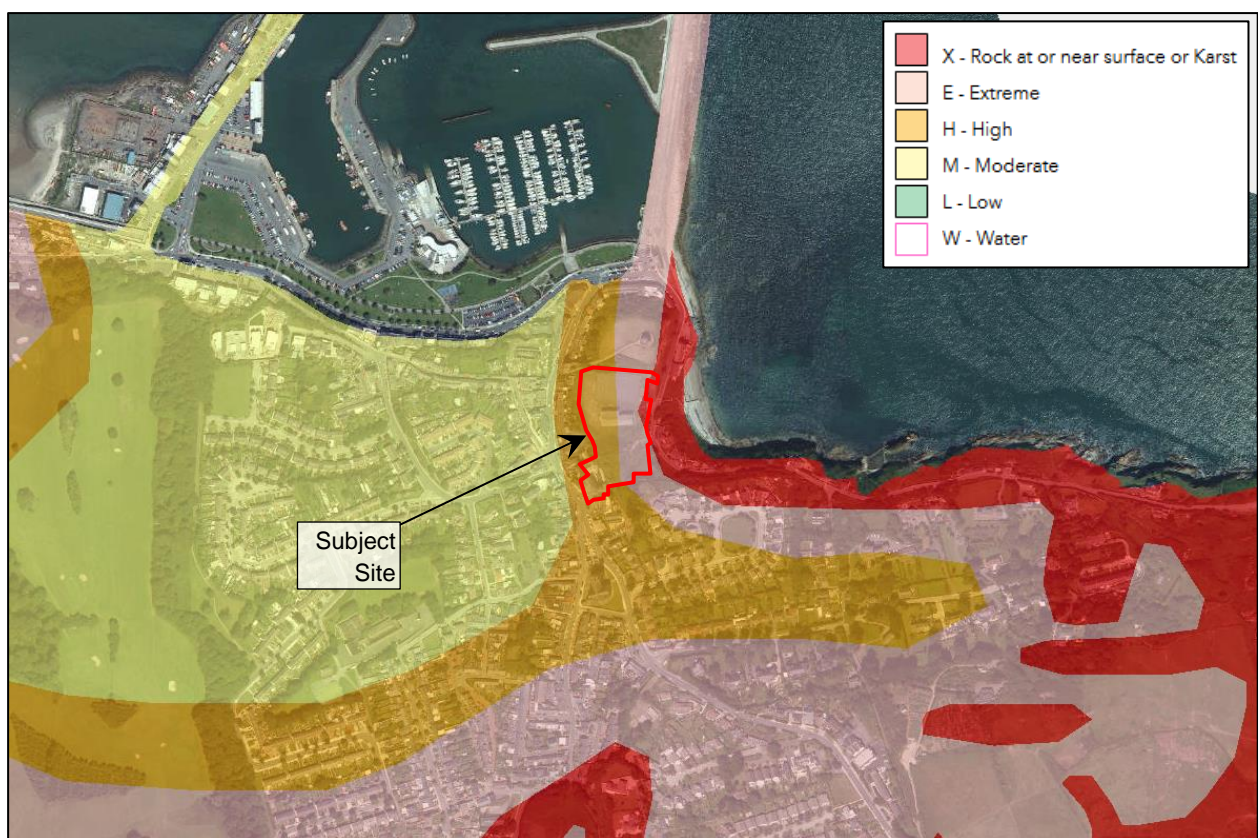 X - Rock at or near surface or Karst
E - Extreme
H - High
M - Moderate
L - Low
W - Water
Subject
Site